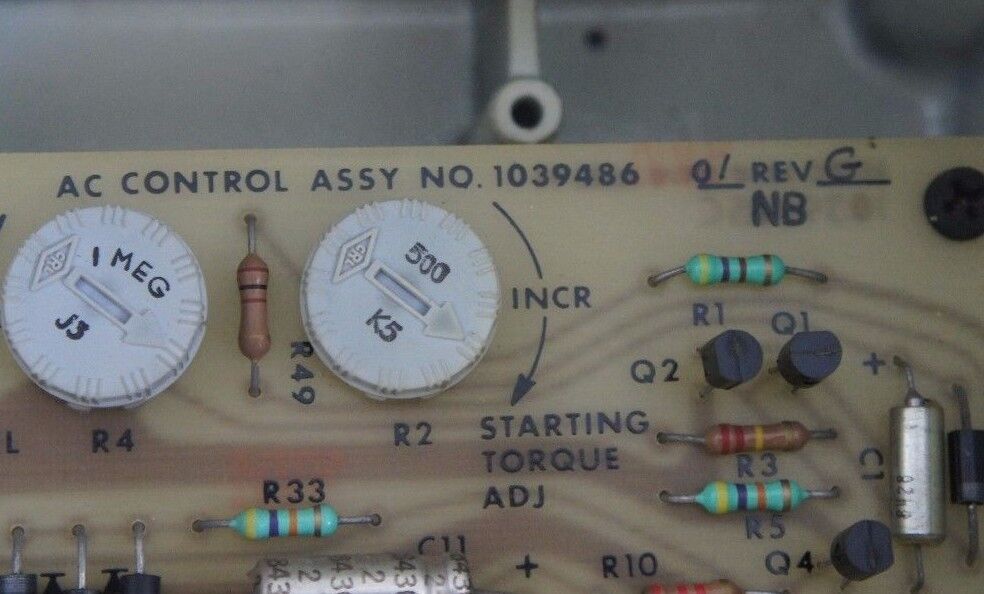 AC CONTROL ASSY NO. 1039486 01 REV G
NB
1 MEG
J3
500
K5
INCR
R49
R1 Q1
Q2
+
L R4
R2 STARTING
TORQUE
ADJ
R3
C1
R33
R5
C11
+
R10
Q4